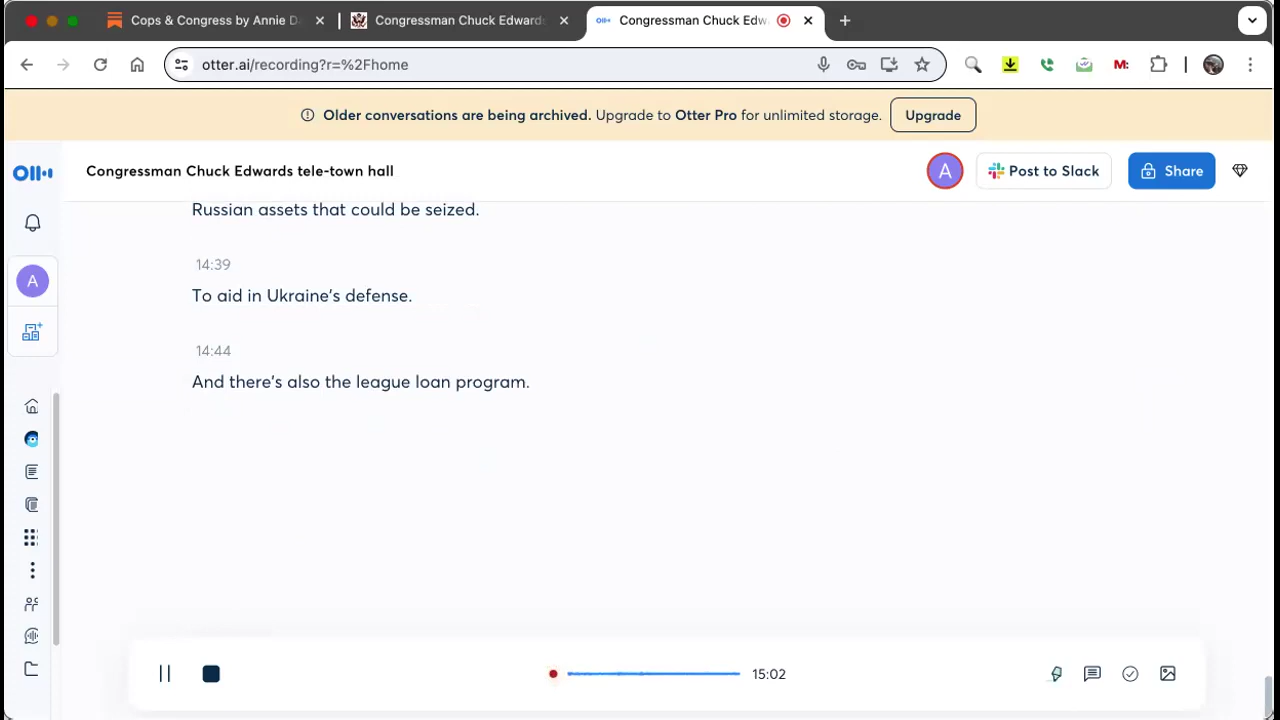 Cops & Congress by Annie Da
Congressman Chuck Edwards
Congressman Chuck Edw
otter.ai/recording?r=%2Fhome
M:
Older conversations are being archived. Upgrade to Otter Pro for unlimited storage.
Upgrade
Congressman Chuck Edwards tele-town hall
A
Post to Slack
Share
A
Russian assets that could be seized.
14:39
To aid in Ukraine's defense.
14:44
And there's also the league loan program.
15:02